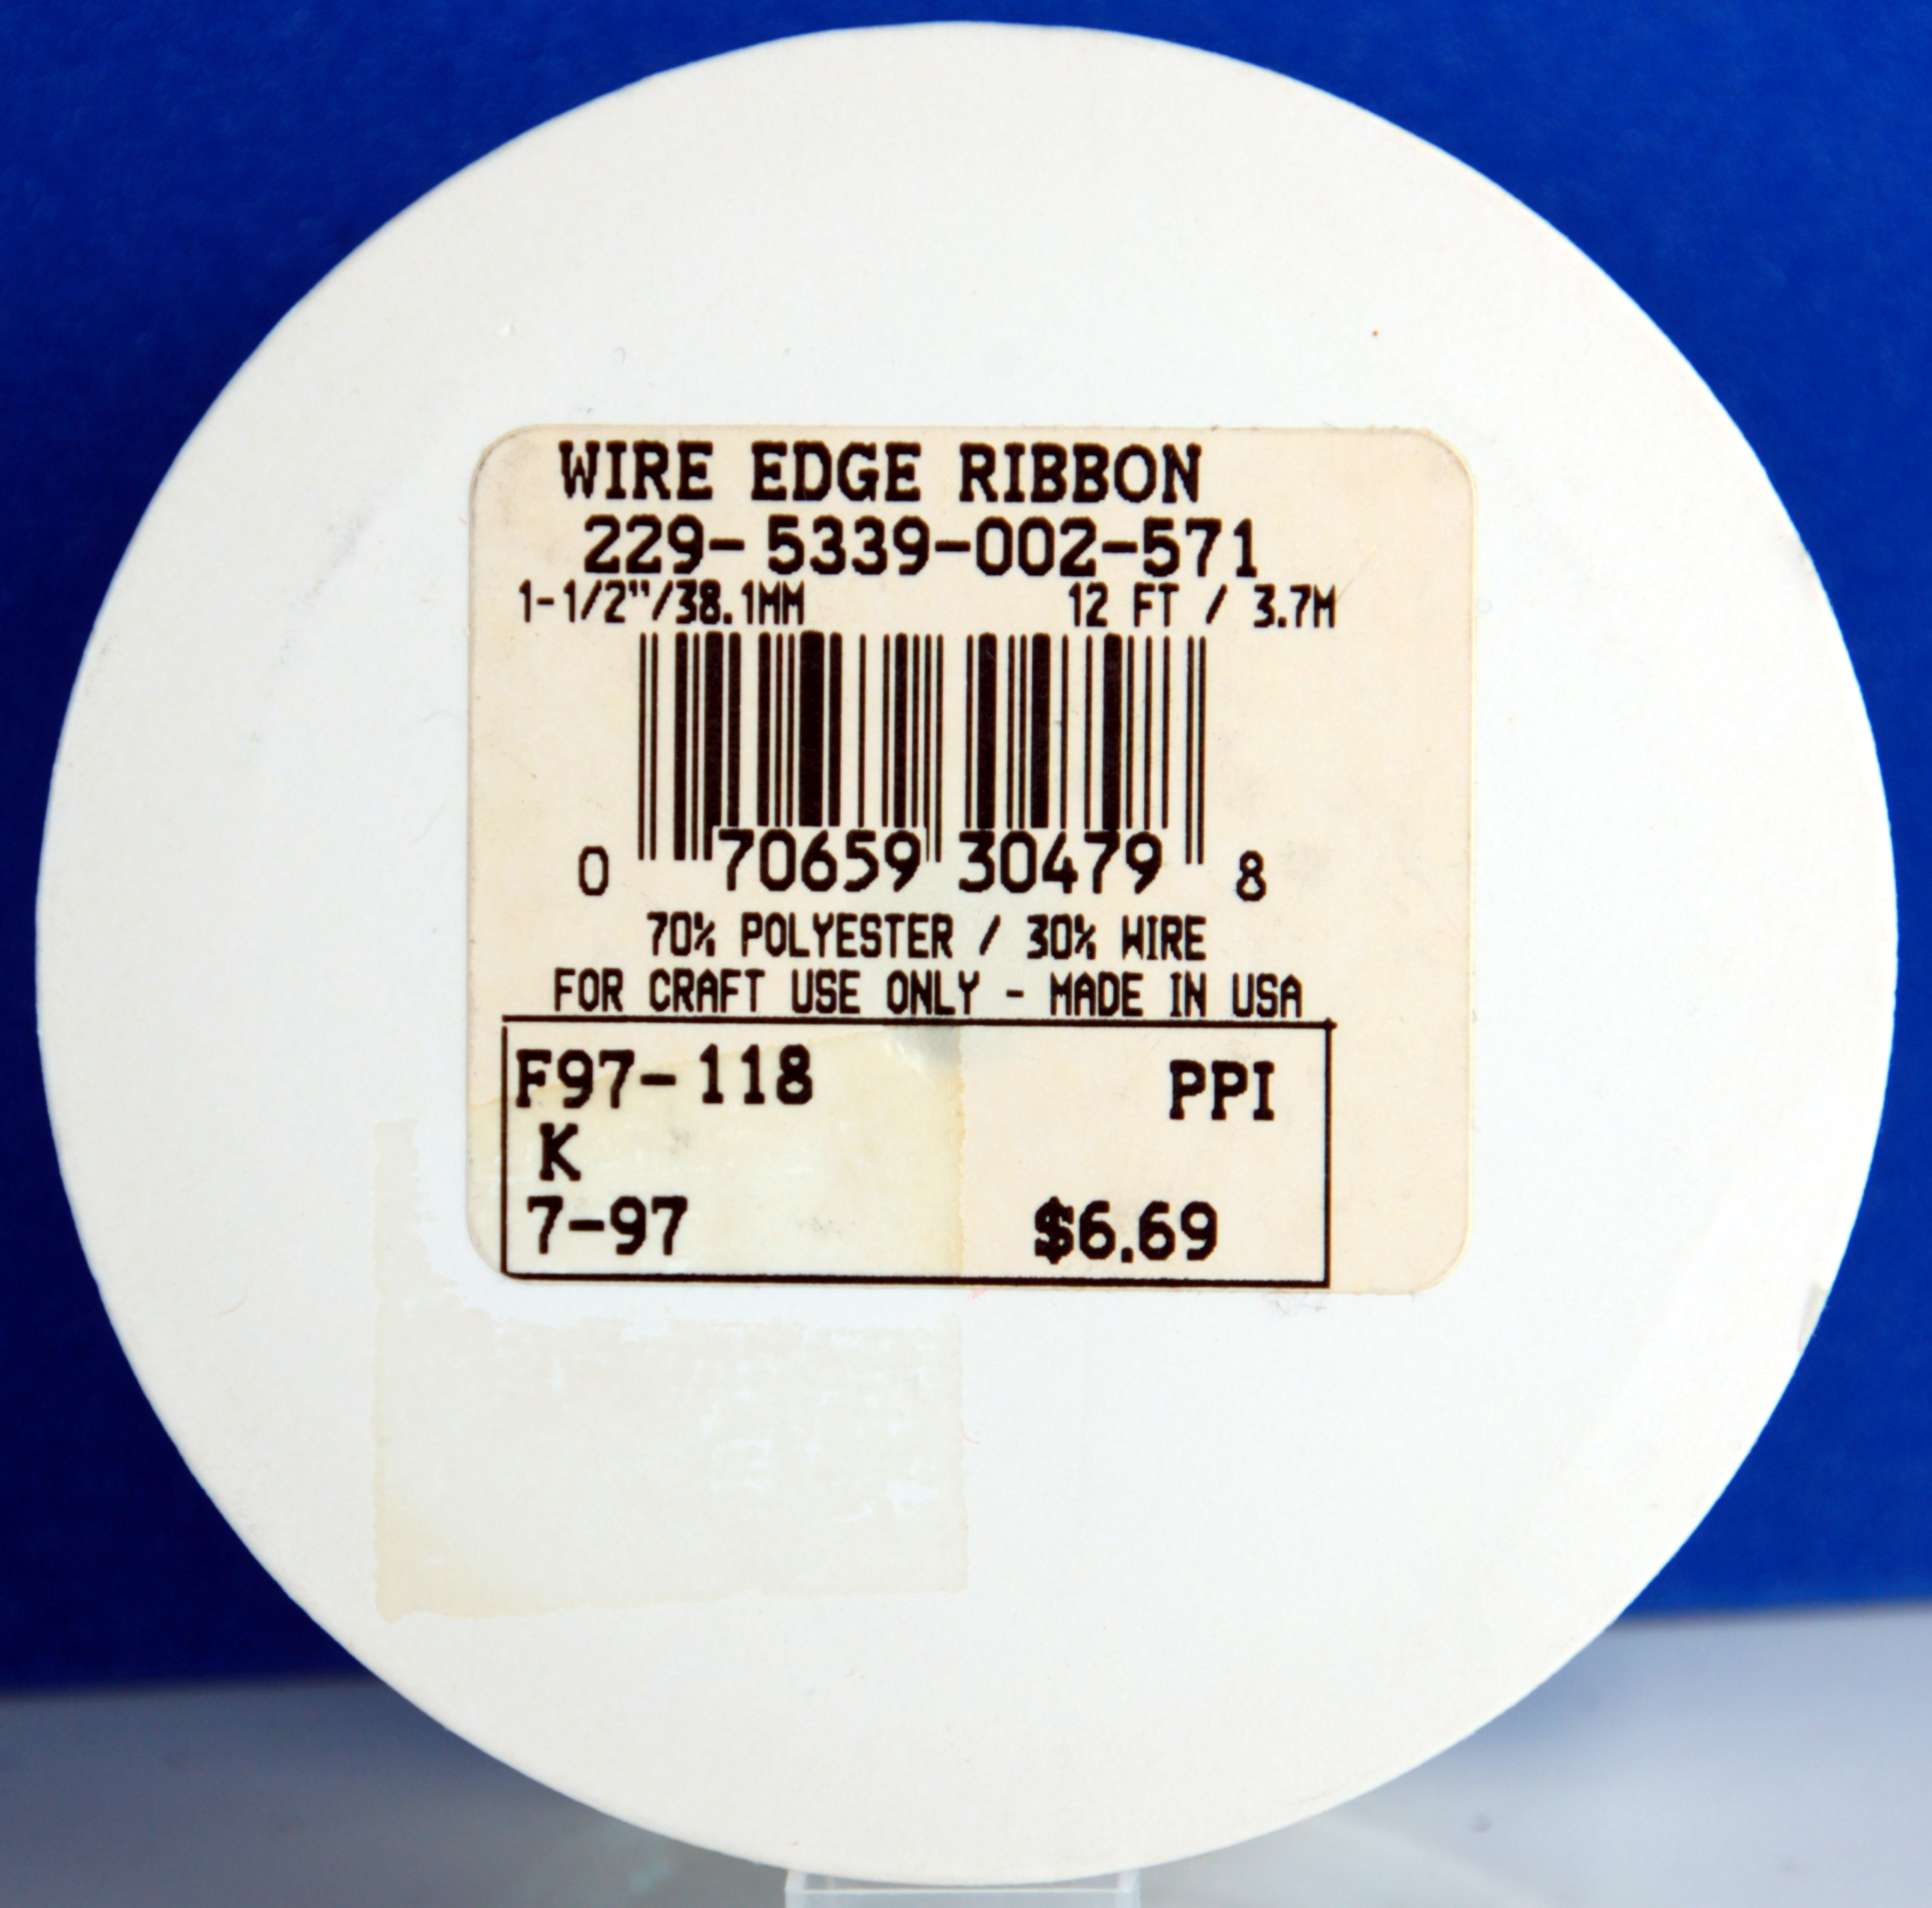 WIRE EDGE RIBBON
229-5339-002-571
1-1/2"/38.1MM 12 FT / 3.7M
0 70659 30479 8
70% POLYESTER / 30% WIRE
FOR CRAFT USE ONLY - MADE IN USA
F97-118 PPI
K
7-97 $6.69